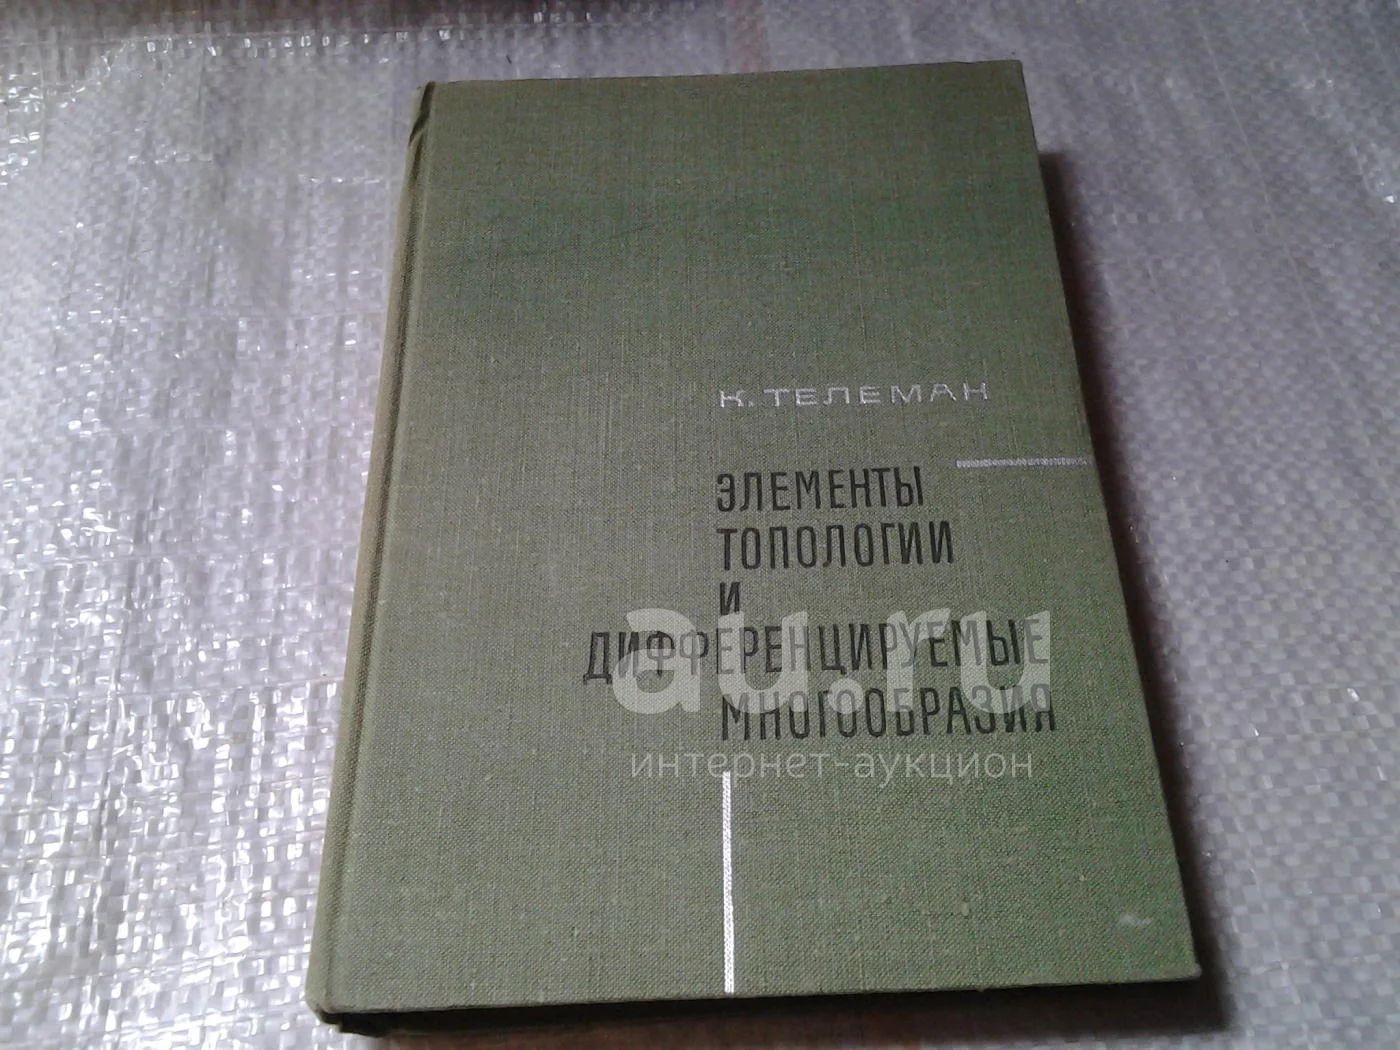 К. ТЕЛЕМАН
ЭЛЕМЕНТЫ
ТОПОЛОГИИ
И
ДИФФЕРЕНЦИРУЕМЫЕ
МНОГООБРАЗИЯ
au.ru
интернет-аукцион